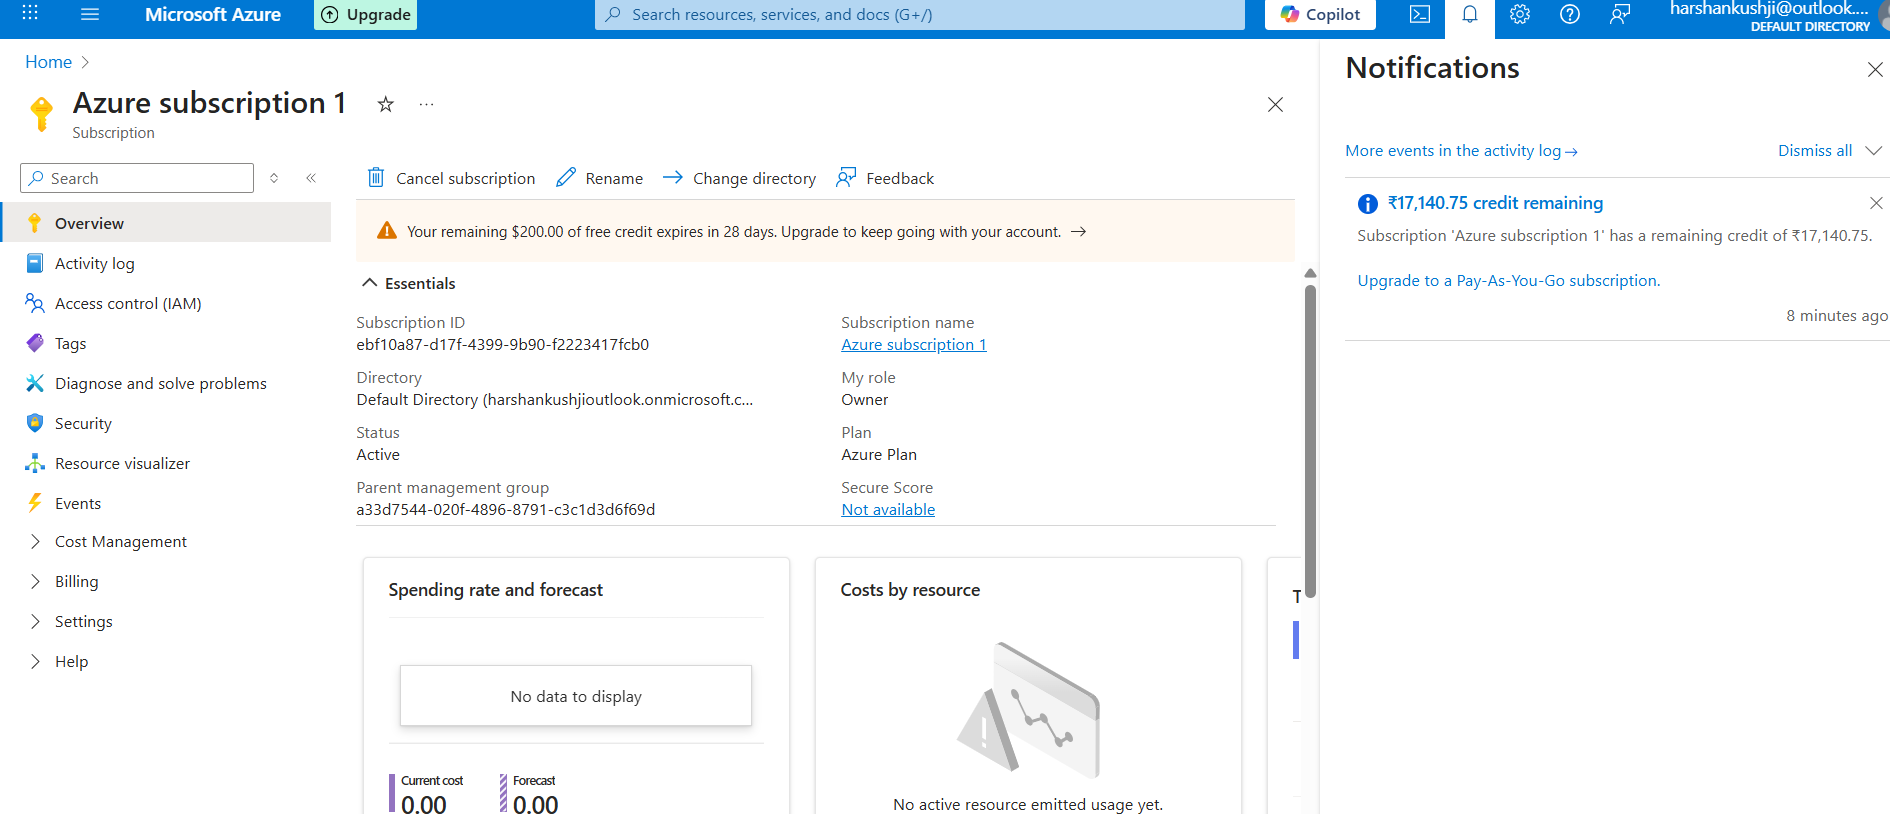 Microsoft Azure
Upgrade
Search resources, services, and docs (G+/)
Copilot
harshankushji@outlook....
DEFAULT DIRECTORY
Home
Azure subscription 1
Subscription
Search
Overview
Activity log
Access control (IAM)
Tags
Diagnose and solve problems
Security
Resource visualizer
Events
Cost Management
Billing
Settings
Help
Cancel subscription
Rename
Change directory
Feedback
Your remaining $200.00 of free credit expires in 28 days. Upgrade to keep going with your account. →
Essentials
Subscription ID
ebf10a87-d17f-4399-9b90-f2223417fcb0
Directory
Default Directory (harshankushjioutlook.onmicrosoft.c...
Status
Active
Parent management group
a33d7544-020f-4896-8791-c3c1d3d6f69d
Subscription name
Azure subscription 1
My role
Owner
Plan
Azure Plan
Secure Score
Not available
Spending rate and forecast
No data to display
Current cost
0.00
Forecast
0.00
Costs by resource
No active resource emitted usage yet.
T
Notifications
More events in the activity log →
Dismiss all
₹17,140.75 credit remaining
Subscription 'Azure subscription 1' has a remaining credit of ₹17,140.75.
Upgrade to a Pay-As-You-Go subscription.
8 minutes ago